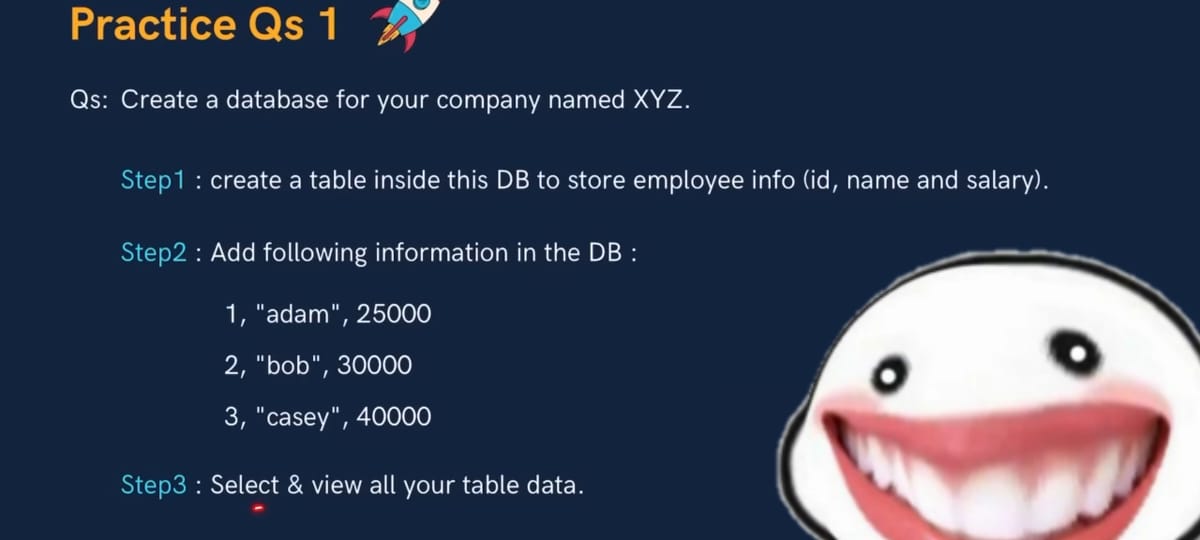 Practice Qs 1
Qs: Create a database for your company named XYZ.
Step1 : create a table inside this DB to store employee info (id, name and salary).
Step2 : Add following information in the DB :
1, "adam", 25000
2, "bob", 30000
3, "casey", 40000
Step3 : Select & view all your table data.